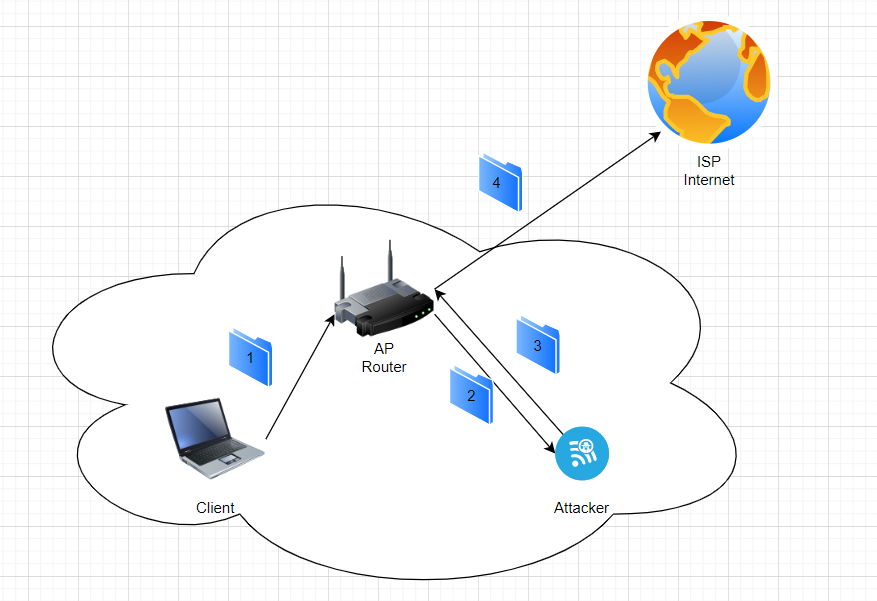 ISP
Internet
4
AP
Router
1
3
2
Client
Attacker